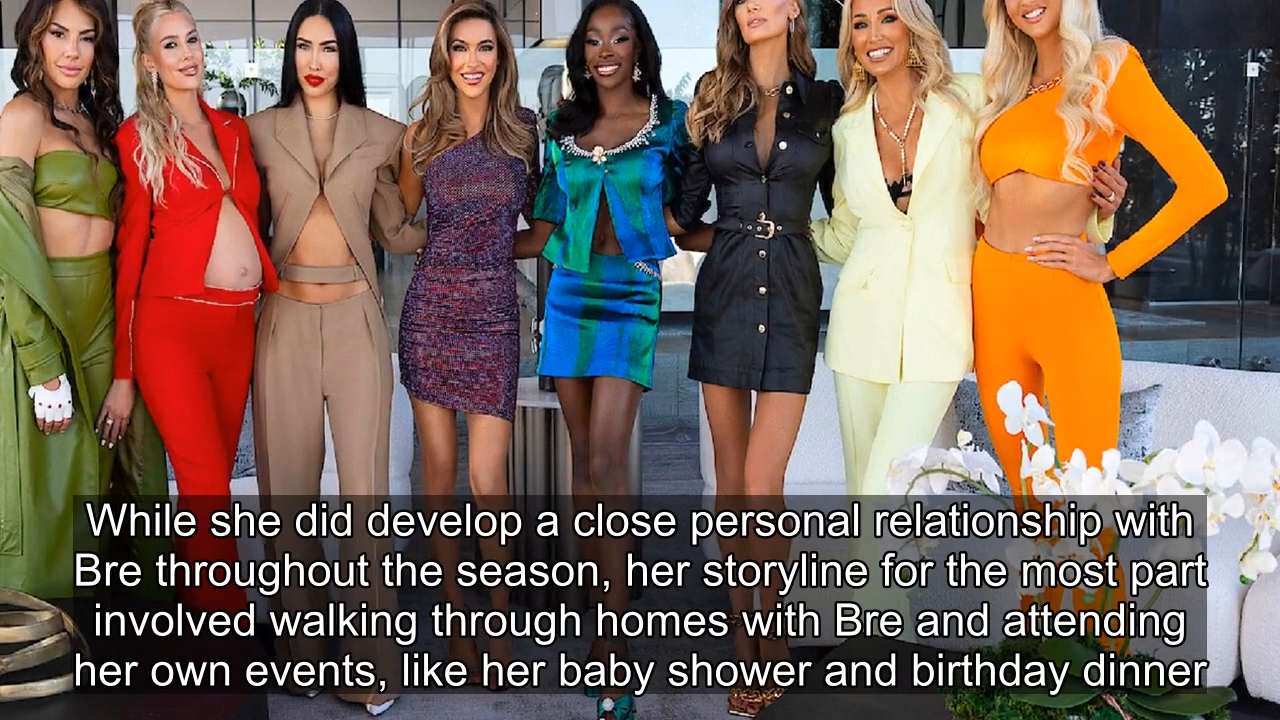 While she did develop a close personal relationship with
Bre throughout the season, her storyline for the most part
involved walking through homes with Bre and attending
her own events, like her baby shower and birthday dinner